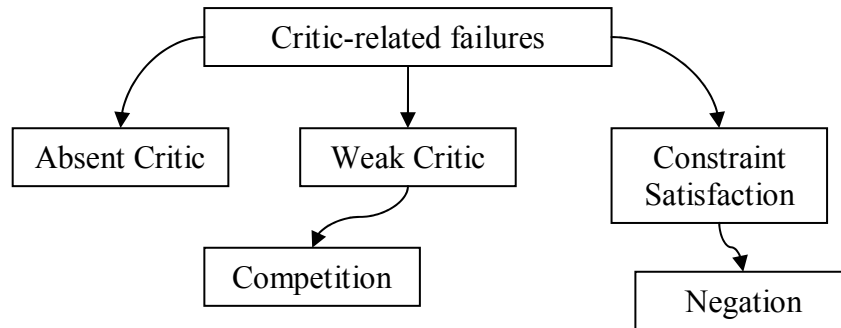 Critic-related failures
Absent Critic
Weak Critic
Constraint
Satisfaction
Competition
Negation